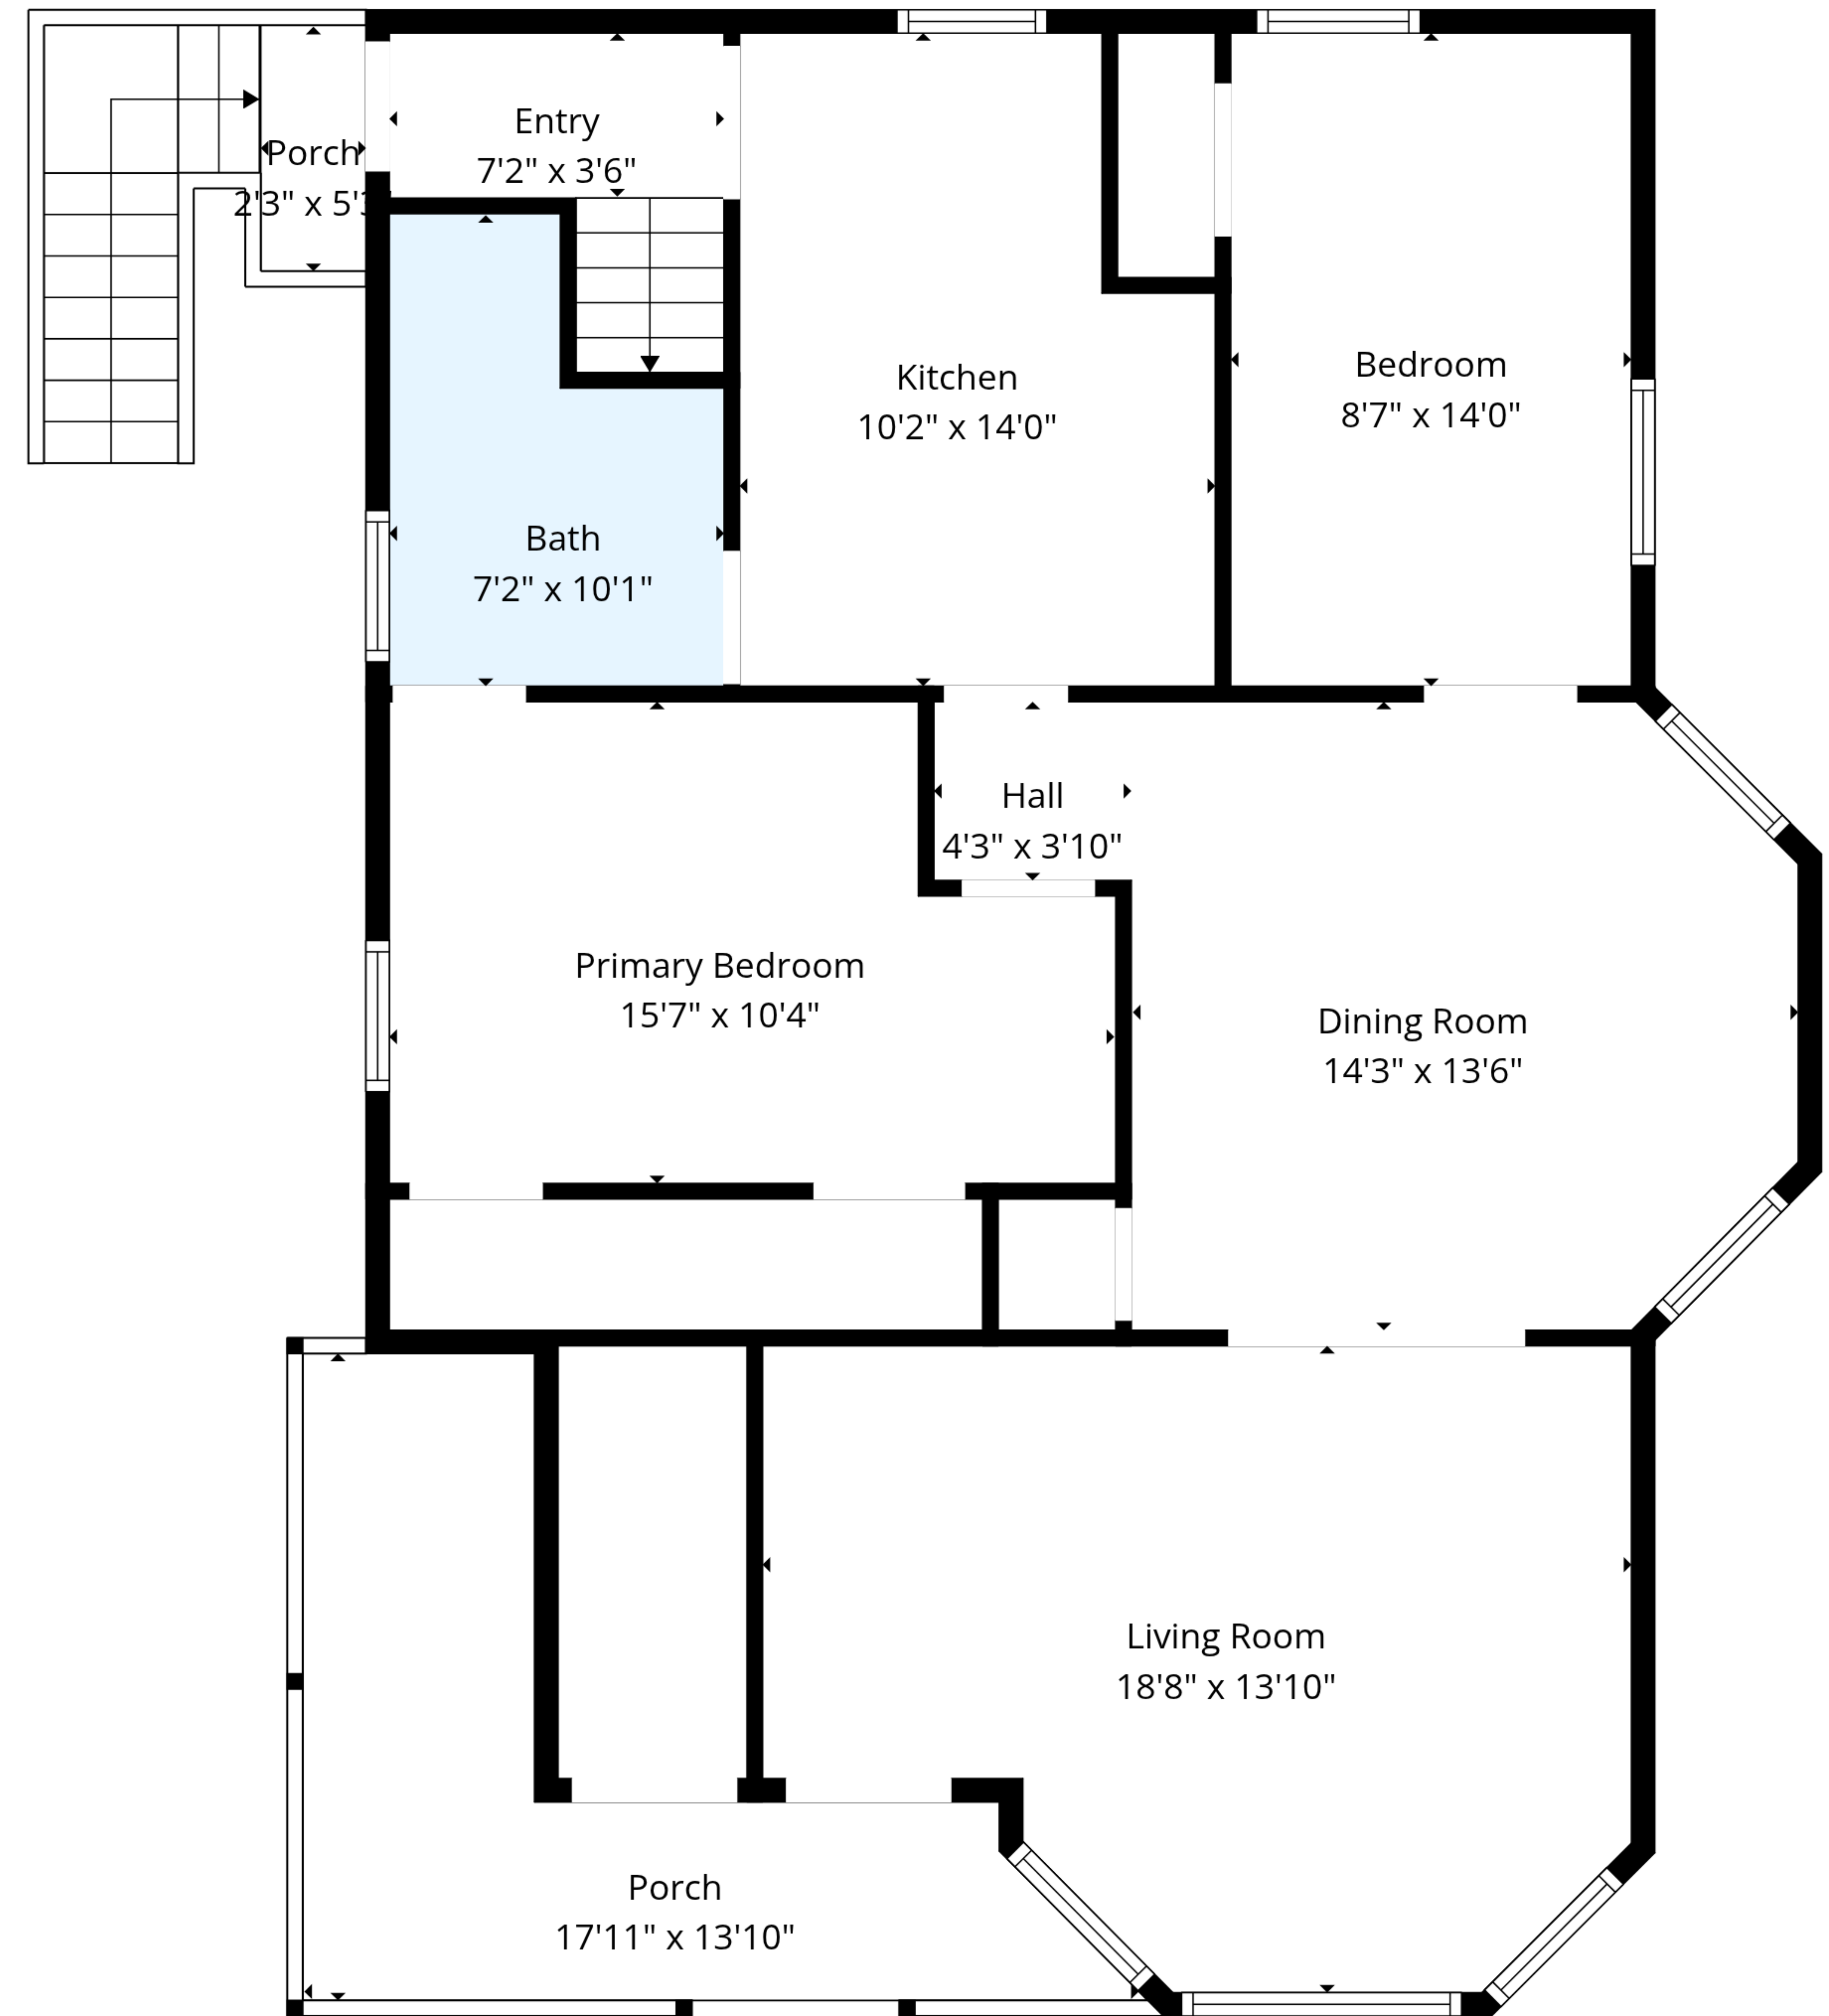 Entry
7'2" x 3'6"
Porch
2'3" x 5'3"
Kitchen
10'2" x 14'0"
Bedroom
8'7" x 14'0"
Bath
7'2" x 10'1"
Hall
4'3" x 3'10"
Primary Bedroom
15'7" x 10'4"
Dining Room
14'3" x 13'6"
Living Room
18'8" x 13'10"
Porch
17'11" x 13'10"